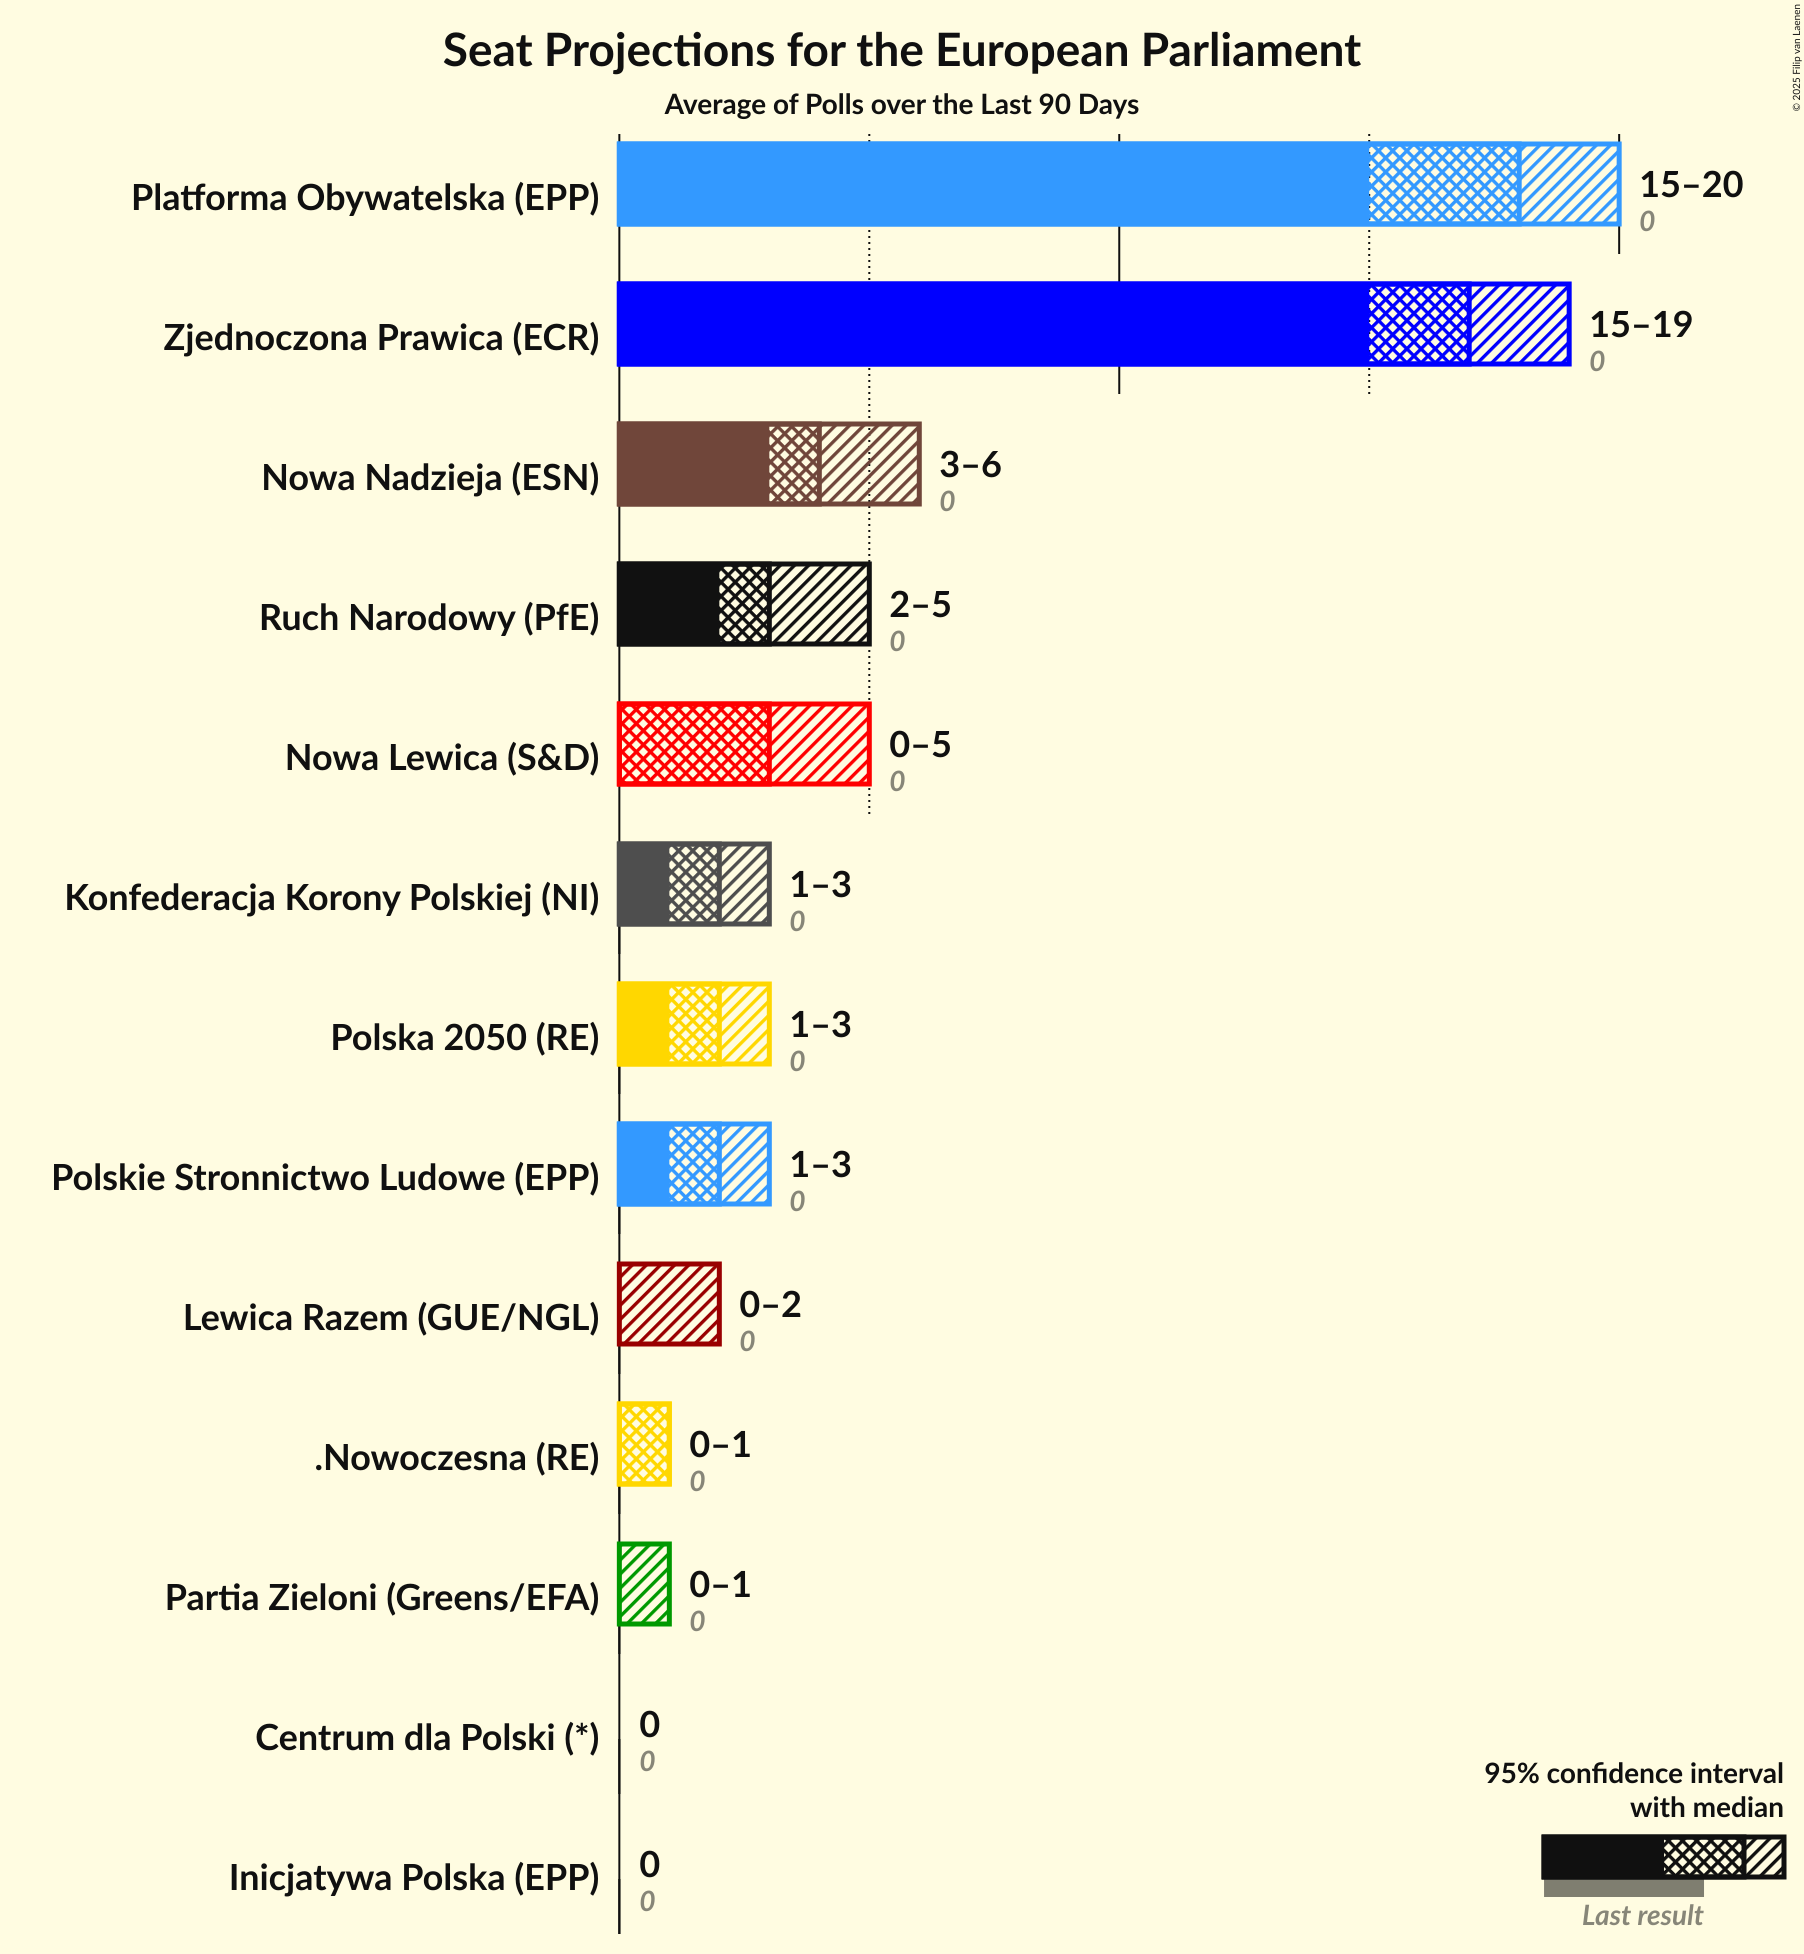 Seat Projections for the European Parliament
Average of Polls over the Last 90 Days
© 2025 Filip van Laenen
Platforma Obywatelska (EPP)
15–20
0
Zjednoczona Prawica (ECR)
15–19
0
Nowa Nadzieja (ESN)
3–6
0
Ruch Narodowy (PfE)
2–5
0
Nowa Lewica (S&D)
0–5
0
Konfederacja Korony Polskiej (NI)
1–3
0
Polska 2050 (RE)
1–3
0
Polskie Stronnictwo Ludowe (EPP)
1–3
0
Lewica Razem (GUE/NGL)
0–2
0
.Nowoczesna (RE)
0–1
0
Partia Zieloni (Greens/EFA)
0–1
0
Centrum dla Polski (*)
0
0
Inicjatywa Polska (EPP)
0
0
95% confidence interval
with median
Last result